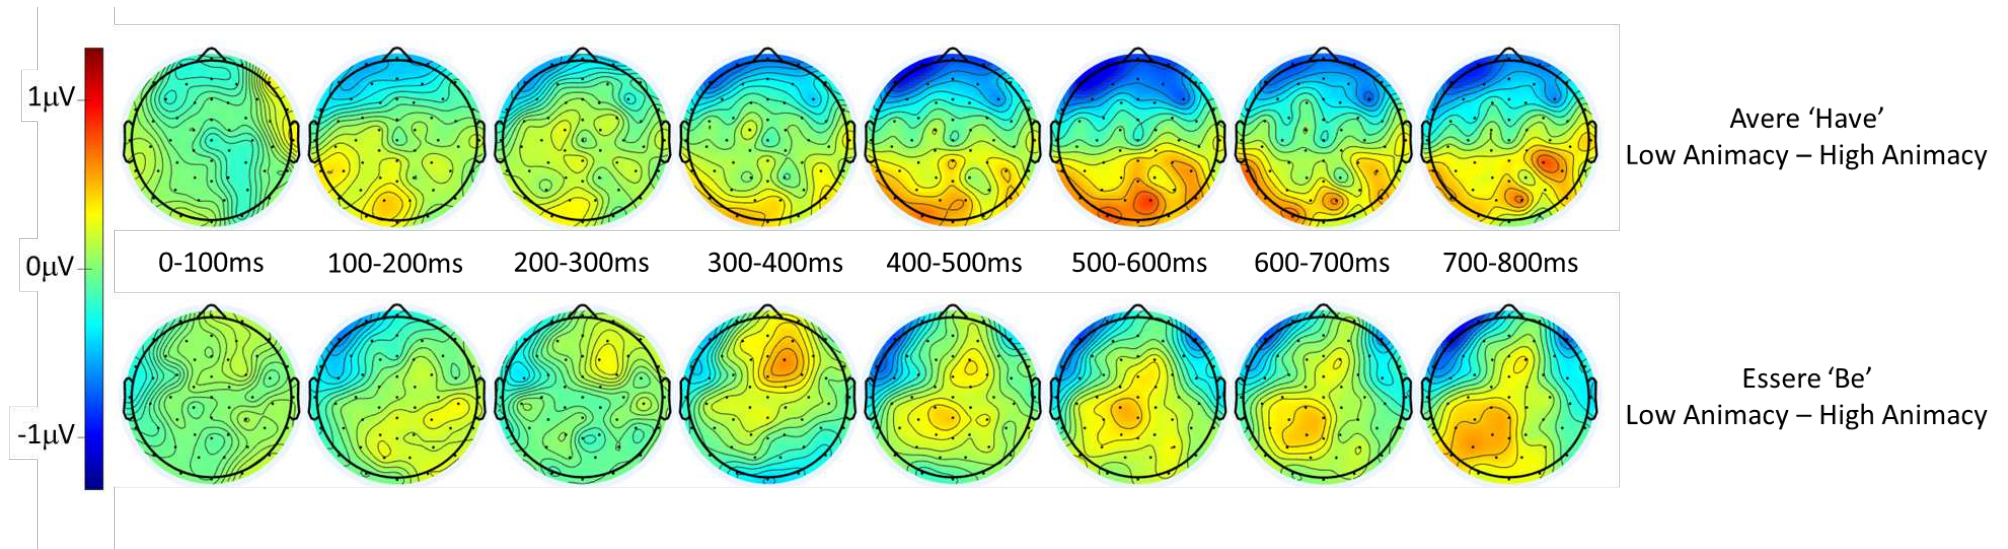 1μV
0μV
-1μV
Avere ‘Have’
Low Animacy – High Animacy
0-100ms
100-200ms
200-300ms
300-400ms
400-500ms
500-600ms
600-700ms
700-800ms
Essere ‘Be’
Low Animacy – High Animacy